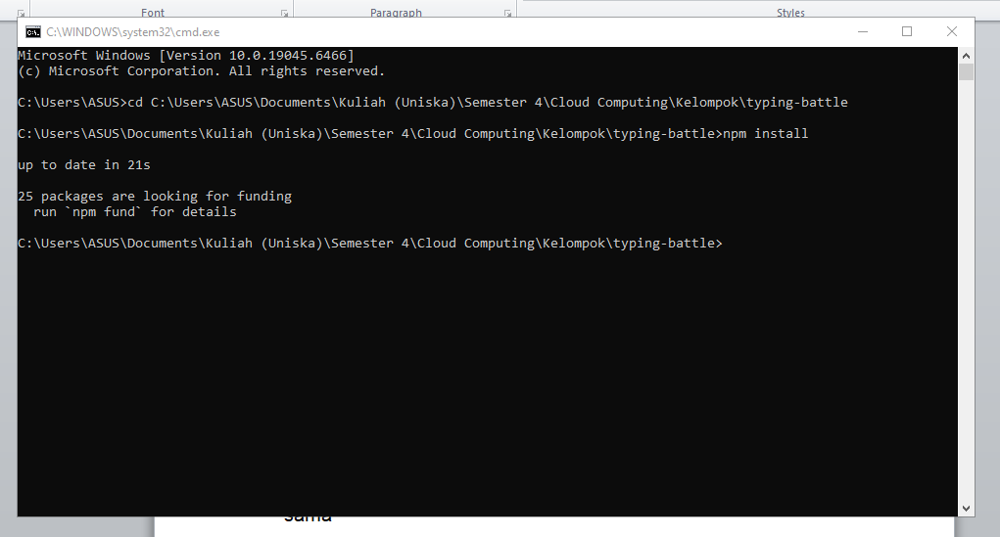 Font
Paragraph
Styles
C:\WINDOWS\system32\cmd.exe
Microsoft Windows [Version 10.0.19045.6466]
(c) Microsoft Corporation. All rights reserved.
C:\Users\ASUS>cd C:\Users\ASUS\Documents\Kuliah (Uniska)\Semester 4\Cloud Computing\Kelompok\typing-battle
C:\Users\ASUS\Documents\Kuliah (Uniska)\Semester 4\Cloud Computing\Kelompok\typing-battle>npm install
up to date in 21s
25 packages are looking for funding
  run `npm fund` for details
C:\Users\ASUS\Documents\Kuliah (Uniska)\Semester 4\Cloud Computing\Kelompok\typing-battle>
sama